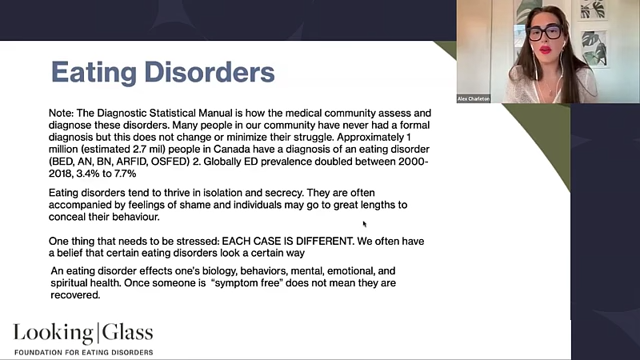 Eating Disorders
Note: The Diagnostic Statistical Manual is how the medical community assess and
diagnose these disorders. Many people in our community have never had a formal
diagnosis but this does not change or minimize their struggle. Approximately 1
million (estimated 2.7 mil) people in Canada have a diagnosis of an eating disorder
(BED, AN, BN, ARFID, OSFED) 2. Globally ED prevalence doubled between 2000-
2018, 3.4% to 7.7%
Eating disorders tend to thrive in isolation and secrecy. They are often
accompanied by feelings of shame and individuals may go to great lengths to
conceal their behaviour.
One thing that needs to be stressed: EACH CASE IS DIFFERENT. We often have
a belief that certain eating disorders look a certain way
An eating disorder effects one's biology, behaviors, mental, emotional, and
spiritual health. Once someone is “symptom free” does not mean they are
recovered.
Looking|Glass
FOUNDATION FOR EATING DISORDERS
Alex Charleton